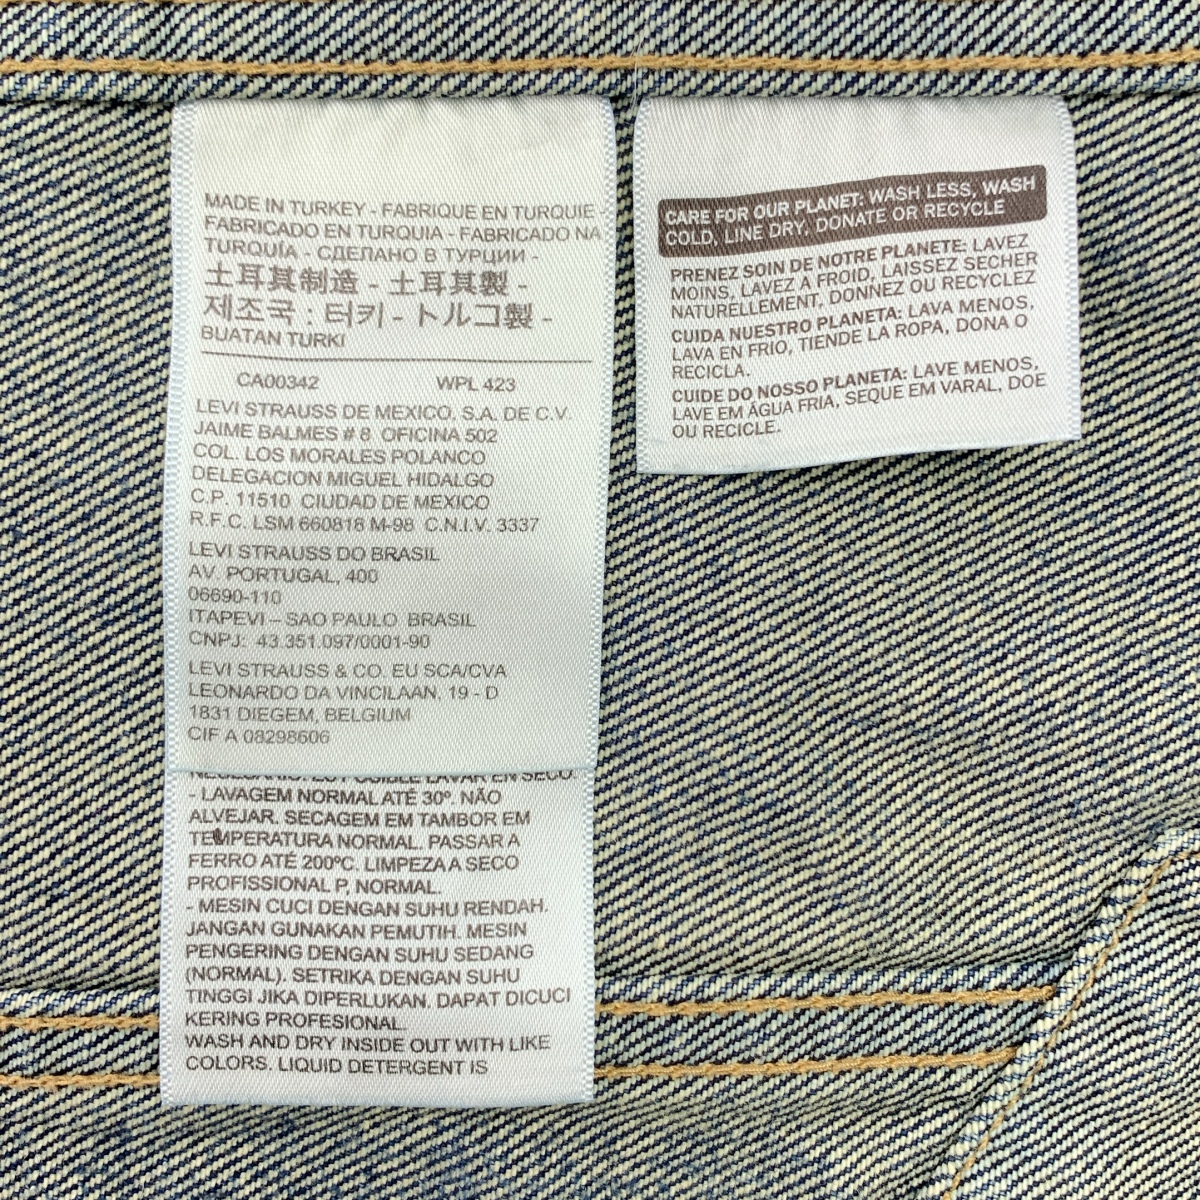 MADE IN TURKEY - FABRIQUE EN TURQUIE -
FABRICADO EN TURQUIA - FABRICADO NA
TURQUÍA - СДЕЛАНО В ТУРЦИИ -
土耳其制造 - 土耳其製 -
제조국 : 터키 - トルコ製 -
BUATAN TURKI
CA00342 WPL 423
LEVI STRAUSS DE MEXICO, S.A. DE C.V.
JAIME BALMES # 8 OFICINA 502
COL. LOS MORALES POLANCO
DELEGACION MIGUEL HIDALGO
C.P. 11510 CIUDAD DE MEXICO
R.F.C. LSM 660818 M-98 C.N.I.V. 3337
LEVI STRAUSS DO BRASIL
AV. PORTUGAL, 400
06690-110
ITAPEVI – SAO PAULO BRASIL
CNPJ: 43.351.097/0001-90
LEVI STRAUSS & CO. EU SCA/CVA
LEONARDO DA VINCILAAN, 19 - D
1831 DIEGEM, BELGIUM
CIF A 08298606
LAVAR EN SECO.
- LAVAGEM NORMAL ATÉ 30º. NÃO
ALVEJAR. SECAGEM EM TAMBOR EM
TEMPERATURA NORMAL. PASSAR A
FERRO ATÉ 200ºC. LIMPEZA A SECO
PROFISSIONAL P, NORMAL.
- MESIN CUCI DENGAN SUHU RENDAH.
JANGAN GUNAKAN PEMUTIH. MESIN
PENGERING DENGAN SUHU SEDANG
(NORMAL). SETRIKA DENGAN SUHU
TINGGI JIKA DIPERLUKAN. DAPAT DICUCI
KERING PROFESIONAL.
WASH AND DRY INSIDE OUT WITH LIKE
COLORS. LIQUID DETERGENT IS
CARE FOR OUR PLANET: WASH LESS, WASH
COLD, LINE DRY, DONATE OR RECYCLE
PRENEZ SOIN DE NOTRE PLANETE: LAVEZ
MOINS, LAVEZ A FROID, LAISSEZ SECHER
NATURELLEMENT, DONNEZ OU RECYCLEZ
CUIDA NUESTRO PLANETA: LAVA MENOS,
LAVA EN FRIO, TIENDE LA ROPA, DONA O
RECICLA.
CUIDE DO NOSSO PLANETA: LAVE MENOS,
LAVE EM ÁGUA FRIA, SEQUE EM VARAL, DOE
OU RECICLE.